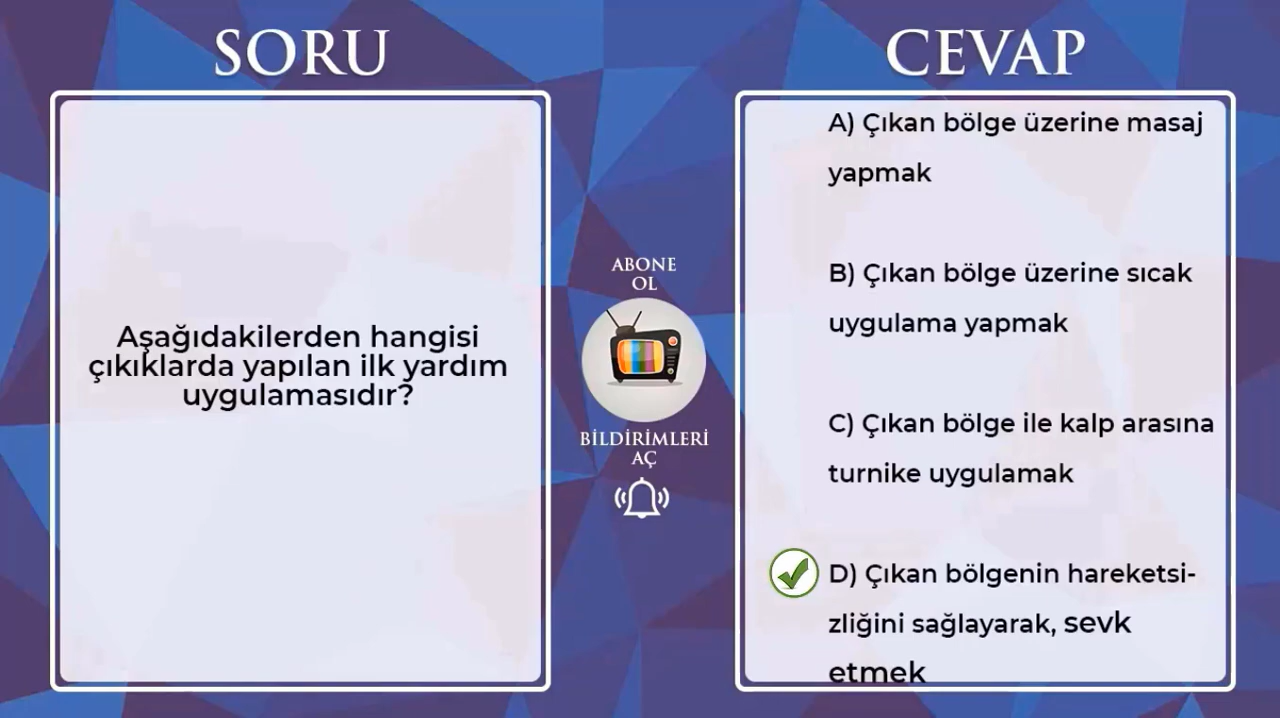 SORU
Aşağıdakilerden hangisi
çıkıklarda yapılan ilk yardım
uygulamasıdır?
ABONE
OL
BİLDİRİMLERİ
AÇ
CEVAP
A) Çıkan bölge üzerine masaj
yapmak
B) Çıkan bölge üzerine sıcak
uygulama yapmak
C) Çıkan bölge ile kalp arasına
turnike uygulamak
D) Çıkan bölgenin hareketsi-
zliğini sağlayarak, sevk
etmek